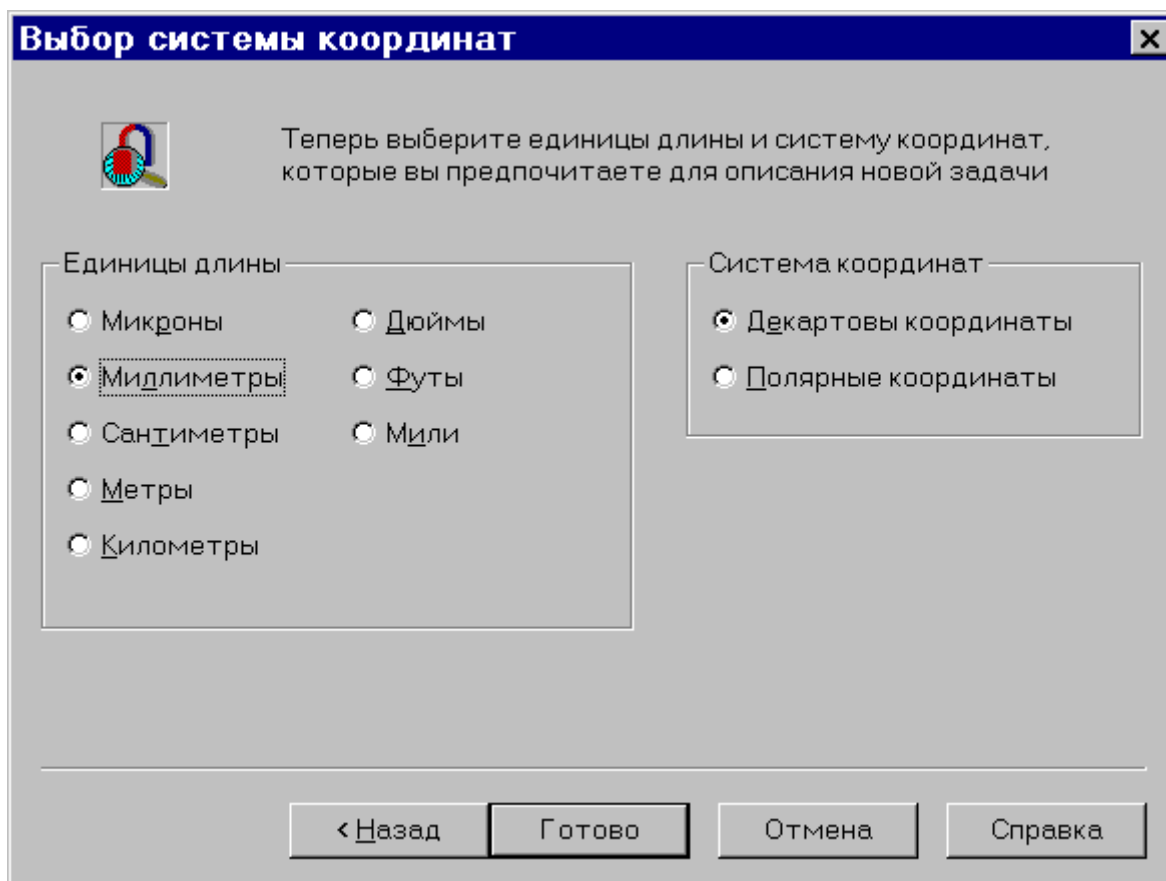 Выбор системы координат
Теперь выберите единицы длины и систему координат,
которые вы предпочитаете для описания новой задачи
Единицы длины
Микроны
Миллиметры
Сантиметры
Метры
Километры
Дюймы
Футы
Мили
Система координат
Декартовы координаты
Полярные координаты
< Назад
Готово
Отмена
Справка